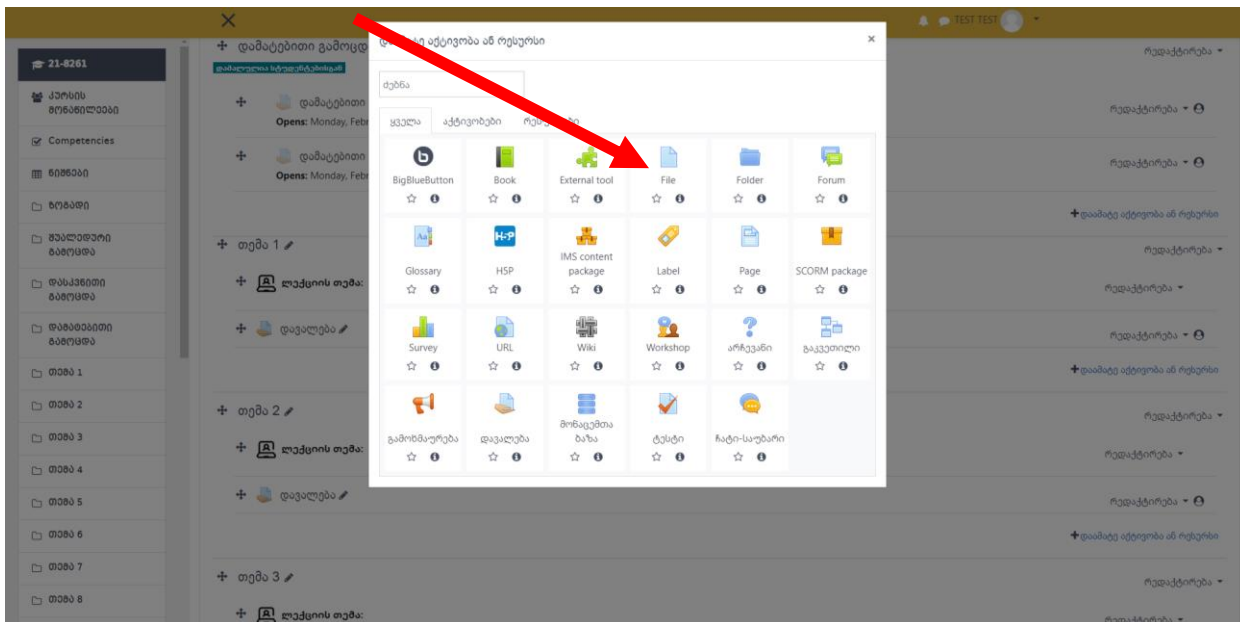 TEST TEST
21-8261
კურსის
მონაწილეები
Competencies
ნიშნები
ზოგადი
შუალედური
გამოცდა
დასკვნითი
გამოცდა
დამატებითი
გამოცდა
თემა 1
თემა 2
თემა 3
თემა 4
თემა 5
თემა 6
თემა 7
თემა 8
დამატებითი გამოცდ
რედაქტირება
დამალულია სტუდენტებისგან
დამატებითი
Opens: Monday, Febr
რედაქტირება
დამატებითი
Opens: Monday, Febr
რედაქტირება
დაამატე აქტივობა ან რესურსი
თემა 1
რედაქტირება
ლექციის თემა:
რედაქტირება
დავალება
რედაქტირება
დაამატე აქტივობა ან რესურსი
თემა 2
რედაქტირება
ლექციის თემა:
რედაქტირება
დავალება
რედაქტირება
დაამატე აქტივობა ან რესურსი
თემა 3
რედაქტირება
ლექციის თემა:
რედაქტირება
აქტივობა ან რესურსი
ძებნა
ყველა აქტივობები
BigBlueButton Book External tool File Folder Forum
Glossary H5P IMS content package Label Page SCORM package
Survey URL Wiki Workshop არჩევანი გაკვეთილი
გამოხმაურება დავალება მონაცემთა ბაზა ტესტი ჩატი-საუბარი